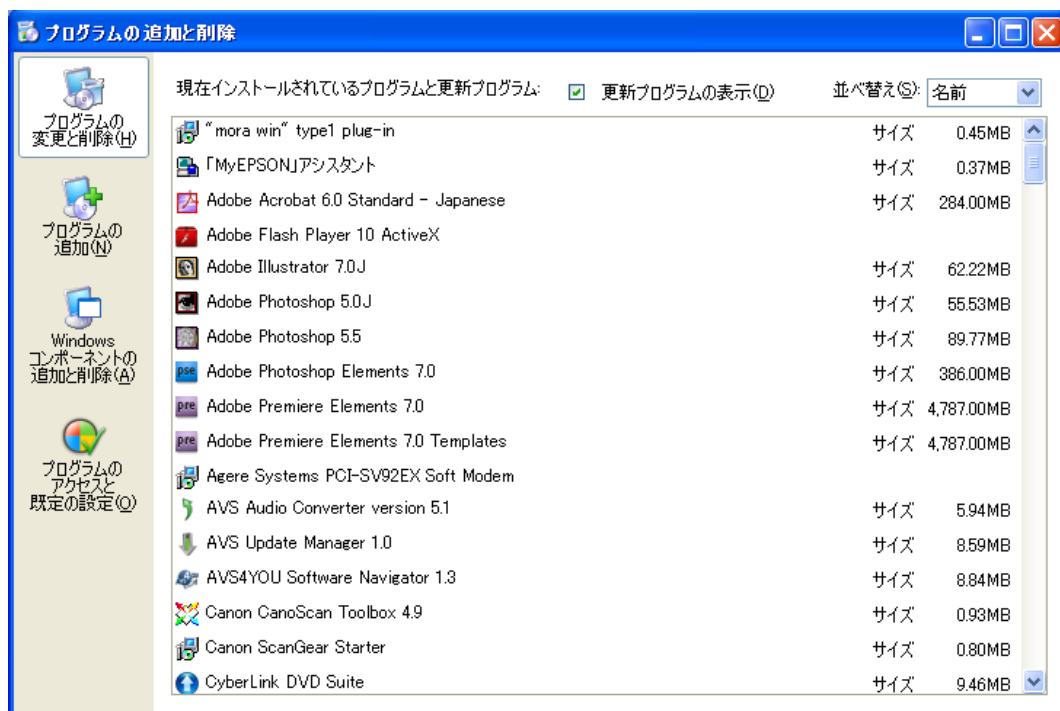 プログラムの追加と削除
プログラムの
変更と削除(H)
プログラムの
追加(N)
Windows
コンポーネントの
追加と削除(A)
プログラムの
アクセスと
既定の設定(O)
現在インストールされているプログラムと更新プログラム: 更新プログラムの表示(D) 並べ替え(S): 名前
"mora win" type1 plug-in サイズ 0.45MB
「MyEPSON」アシスタント サイズ 0.37MB
Adobe Acrobat 6.0 Standard - Japanese サイズ 284.00MB
Adobe Flash Player 10 ActiveX
Adobe Illustrator 7.0J サイズ 62.22MB
Adobe Photoshop 5.0J サイズ 55.53MB
Adobe Photoshop 5.5 サイズ 89.77MB
pse Adobe Photoshop Elements 7.0 サイズ 386.00MB
pre Adobe Premiere Elements 7.0 サイズ 4,787.00MB
pre Adobe Premiere Elements 7.0 Templates サイズ 4,787.00MB
Agere Systems PCI-SV92EX Soft Modem
AVS Audio Converter version 5.1 サイズ 5.94MB
AVS Update Manager 1.0 サイズ 8.59MB
AVS4YOU Software Navigator 1.3 サイズ 8.84MB
Canon CanoScan Toolbox 4.9 サイズ 0.93MB
Canon ScanGear Starter サイズ 0.80MB
CyberLink DVD Suite サイズ 9.46MB